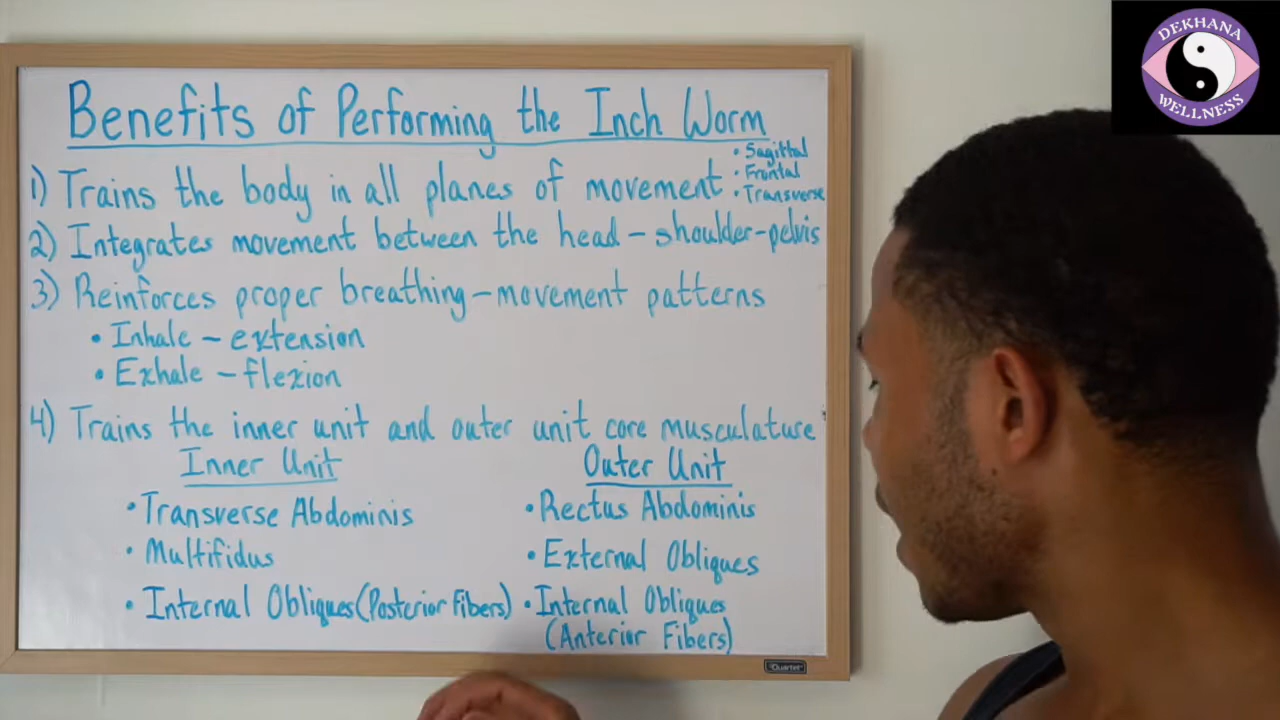 Benefits of Performing the Inch Worm
1) Trains the body in all planes of movement
• Sagittal
• Frontal
• Transverse
2) Integrates movement between the head - shoulder-pelvis
3) Reinforces proper breathing - movement patterns
• Inhale - extension
• Exhale - flexion
4) Trains the inner unit and outer unit core musculature
Inner Unit
• Transverse Abdominis
• Multifidus
• Internal Obliques (Posterior Fibers)
Outer Unit
• Rectus Abdominis
• External Obliques
• Internal Obliques
(Anterior Fibers)
Quartet
DEKHANA
WELLNESS